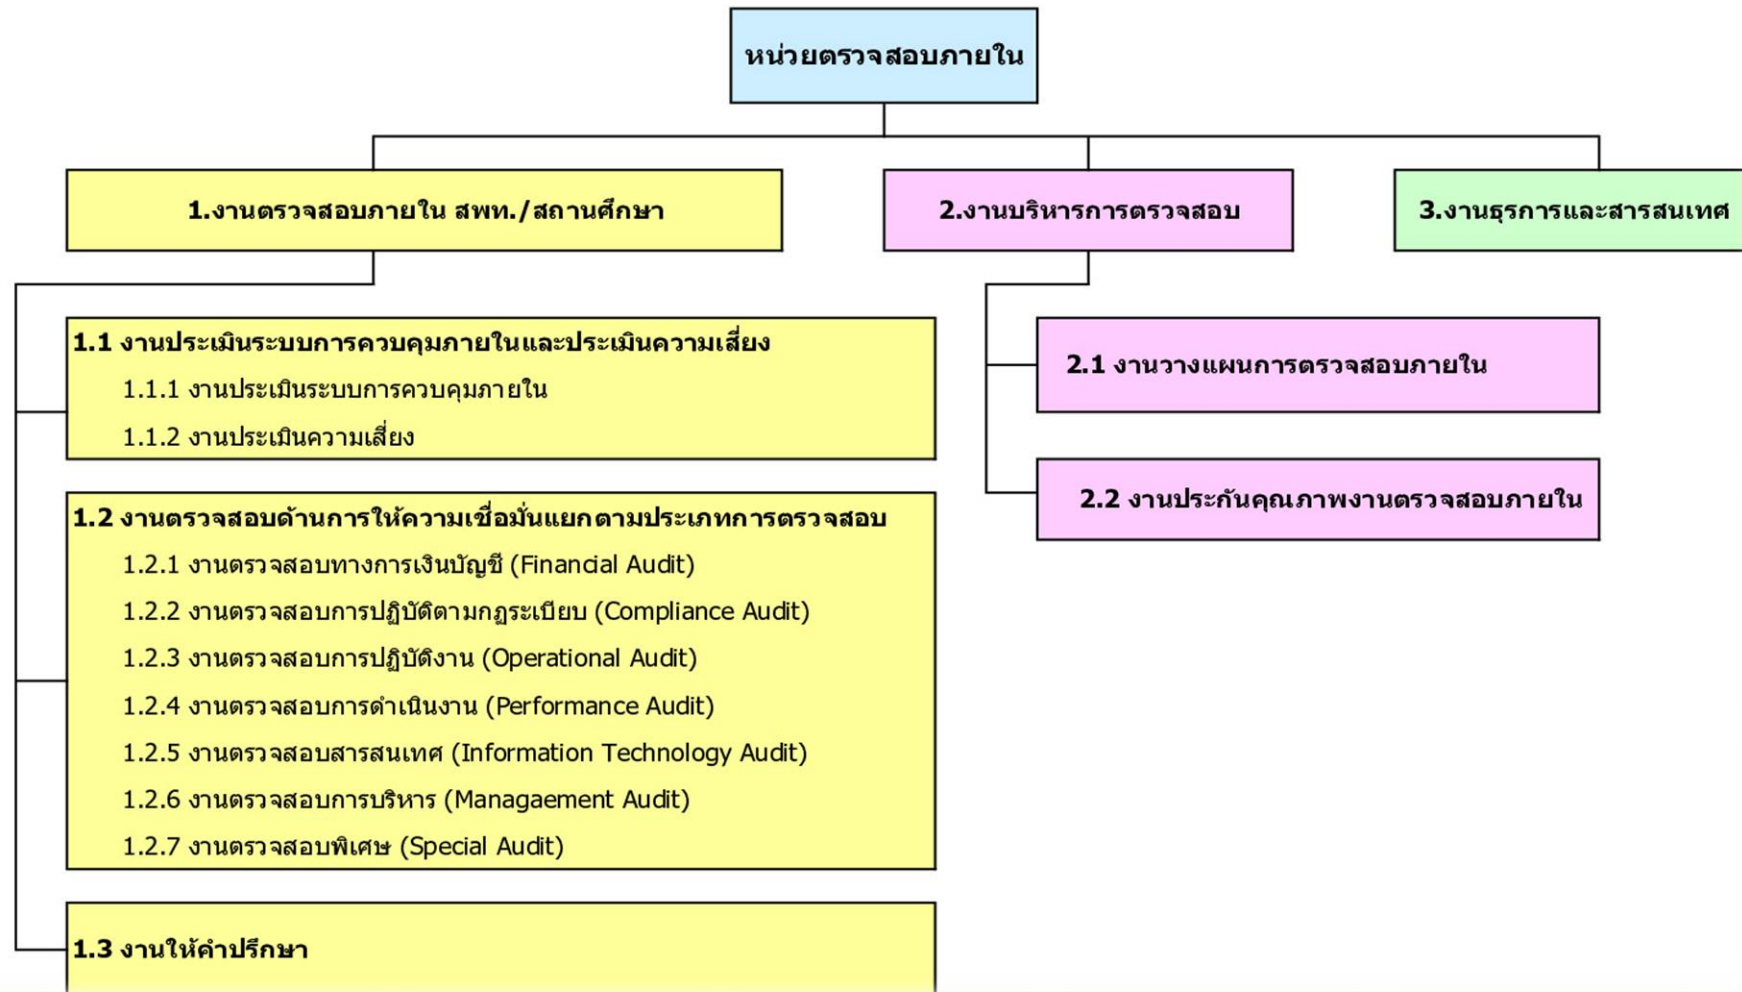 หน่วยตรวจสอบภายใน
1.งานตรวจสอบภายใน สพท./สถานศึกษา
2.งานบริหารการตรวจสอบ
3.งานธุรการและสารสนเทศ
1.1 งานประเมินระบบการควบคุมภายในและประเมินความเสี่ยง
1.1.1 งานประเมินระบบการควบคุมภายใน
1.1.2 งานประเมินความเสี่ยง
1.2 งานตรวจสอบด้านการให้ความเชื่อมั่นแยกตามประเภทการตรวจสอบ
1.2.1 งานตรวจสอบทางการเงินบัญชี (Financial Audit)
1.2.2 งานตรวจสอบการปฏิบัติตามกฎระเบียบ (Compliance Audit)
1.2.3 งานตรวจสอบการปฏิบัติงาน (Operational Audit)
1.2.4 งานตรวจสอบการดำเนินงาน (Performance Audit)
1.2.5 งานตรวจสอบสารสนเทศ (Information Technology Audit)
1.2.6 งานตรวจสอบการบริหาร (Managaement Audit)
1.2.7 งานตรวจสอบพิเศษ (Special Audit)
1.3 งานให้คำปรึกษา
2.1 งานวางแผนการตรวจสอบภายใน
2.2 งานประกันคุณภาพงานตรวจสอบภายใน